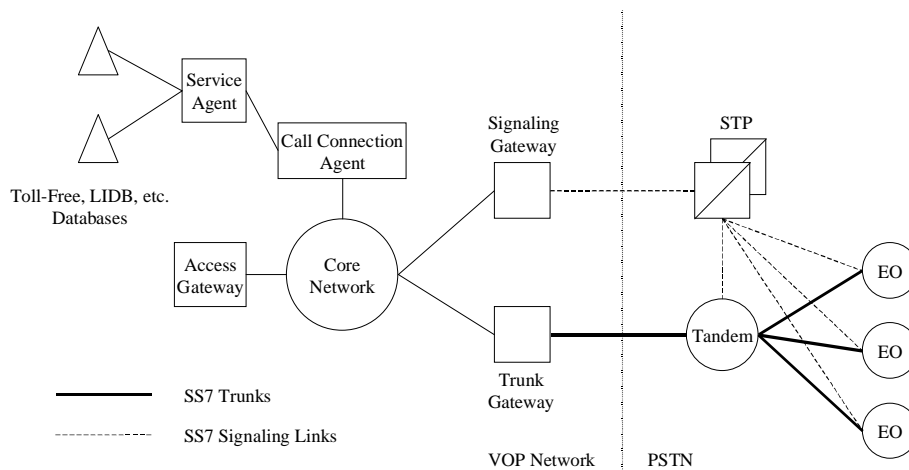 Service
Agent
Call Connection
Agent
Signaling
Gateway
STP
Toll-Free, LIDB, etc.
Databases
Access
Gateway
Core
Network
EO
Tandem
EO
Trunk
Gateway
EO
SS7 Trunks
SS7 Signaling Links
VOP Network
PSTN